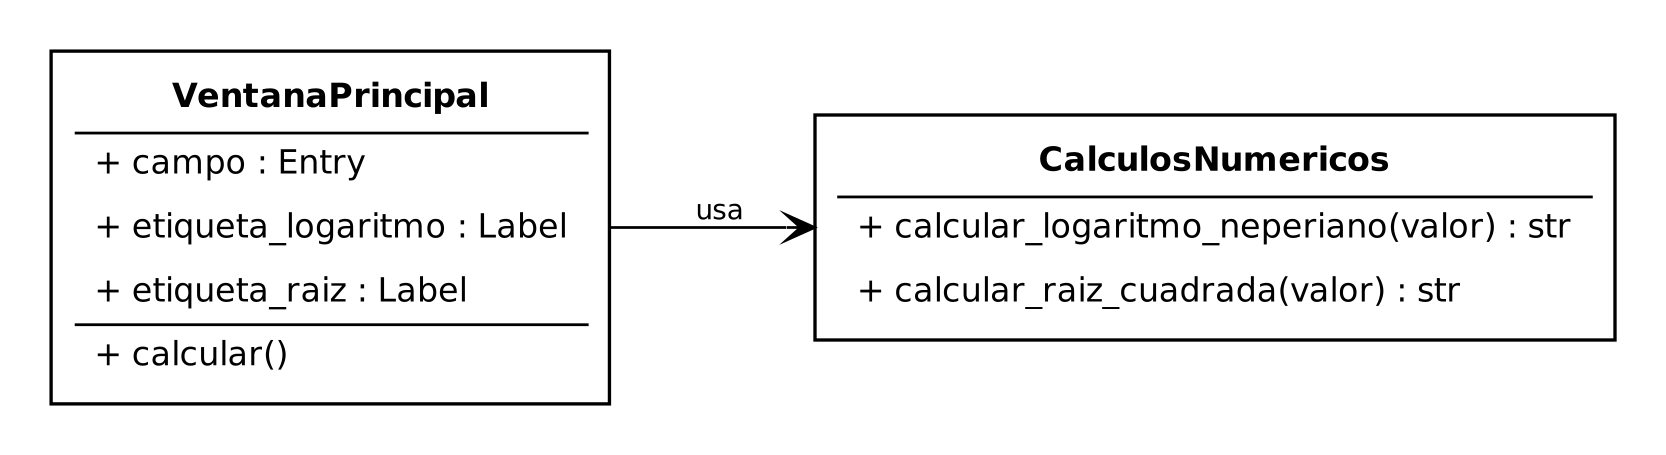 VentanaPrincipal
+ campo : Entry
+ etiqueta_logaritmo : Label
+ etiqueta_raiz : Label
+ calcular()
usa
CalculosNumericos
+ calcular_logaritmo_neperiano(valor) : str
+ calcular_raiz_cuadrada(valor) : str